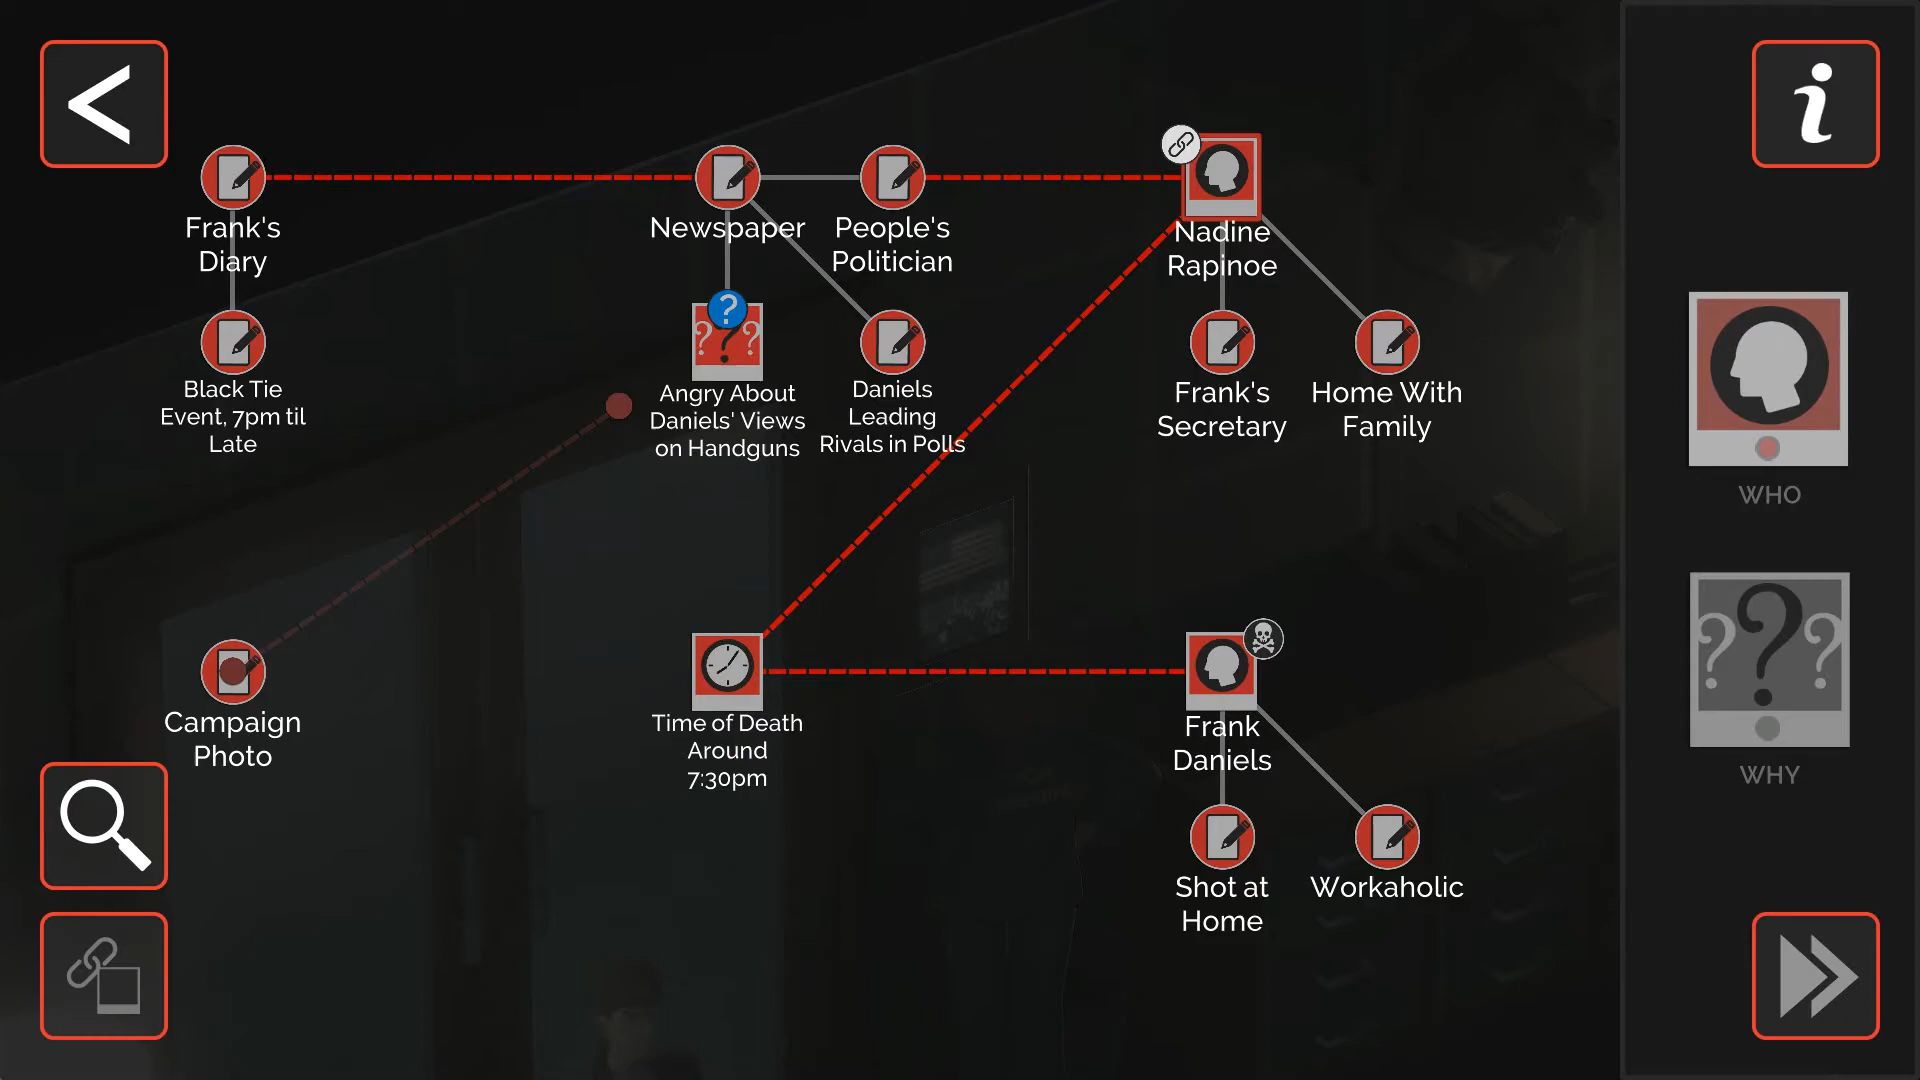 Frank's
Diary
Newspaper
People's
Politician
Nadine
Rapinoe
Black Tie
Event, 7pm til
Late
Angry About
Daniels' Views
on Handguns
Daniels
Leading
Rivals in Polls
Frank's
Secretary
Home With
Family
WHO
Campaign
Photo
Time of Death
Around
7:30pm
Frank
Daniels
WHY
Shot at
Home
Workaholic